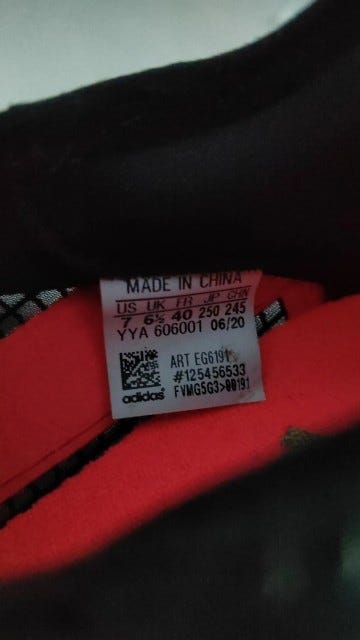 MADE IN CHINA
US UK FR JP CHN
7 6½ 40 250 245
YYA 606001 06/20
ART EG6191
#125456533
FVMG5G3>00191
adidas